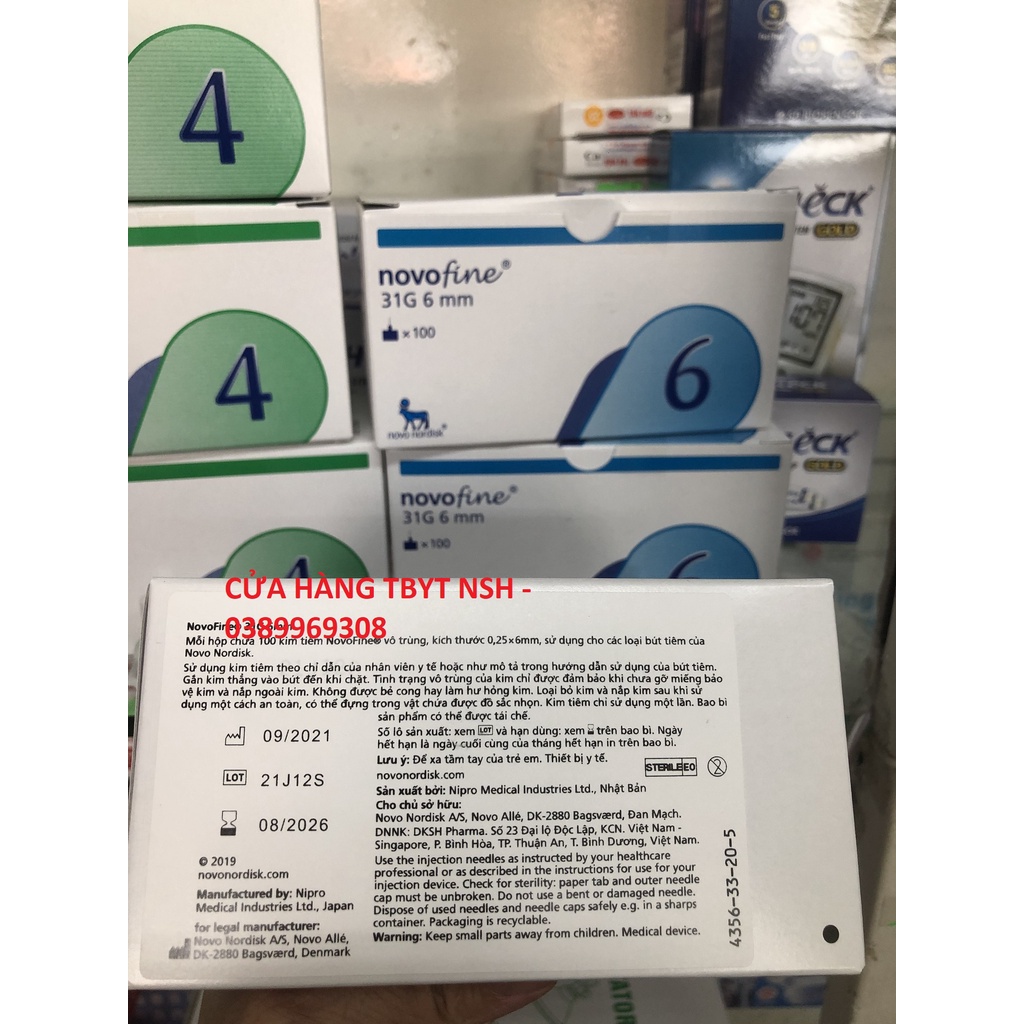 4
ĕCK
GOLD
novofine®
31G 6 mm
×100
novo nordisk®
6
4
ĕCK
GOLD
novofine®
31G 6 mm
×100
4
6
CỬA HÀNG TBYT NSH -
0389969308
Mỗi hộp chứa 100 kim tiêm NovoFine® vô trùng, kích thước 0,25×6mm, sử dụng cho các loại bút tiêm của
Novo Nordisk.
Sử dụng kim tiêm theo chỉ dẫn của nhân viên y tế hoặc như mô tả trong hướng dẫn sử dụng của bút tiêm.
Gắn kim thẳng vào bút đến khi chặt. Tình trạng vô trùng của kim chỉ được đảm bảo khi chưa gỡ miếng bảo
vệ kim và nắp ngoài kim. Không được bẻ cong hay làm hư hỏng kim. Loại bỏ kim và nắp kim sau khi sử
dụng một cách an toàn, có thể đựng trong vật chứa được đồ sắc nhọn. Kim tiêm chỉ sử dụng một lần. Bao bì
sản phẩm có thể được tái chế.
Số lô sản xuất: xem LOT và hạn dùng: xem trên bao bì. Ngày
hết hạn là ngày cuối cùng của tháng hết hạn in trên bao bì.
Lưu ý: Để xa tầm tay của trẻ em. Thiết bị y tế.
novonordisk.com
STERILE EO
2
Sản xuất bởi: Nipro Medical Industries Ltd., Nhật Bản
Cho chủ sở hữu:
Novo Nordisk A/S, Novo Allé, DK-2880 Bagsværd, Đan Mạch.
DNNK: DKSH Pharma. Số 23 Đại lộ Độc Lập, KCN. Việt Nam -
Singapore, P. Bình Hòa, TP. Thuận An, T. Bình Dương, Việt Nam.
Use the injection needles as instructed by your healthcare
professional or as described in the instructions for use for your
injection device. Check for sterility: paper tab and outer needle
cap must be unbroken. Do not use a bent or damaged needle.
Dispose of used needles and needle caps safely e.g. in a sharps
container. Packaging is recyclable.
Warning: Keep small parts away from children. Medical device.
09/2021
LOT 21J12S
08/2026
© 2019
novonordisk.com
Manufactured by: Nipro
Medical Industries Ltd., Japan
for legal manufacturer:
Novo Nordisk A/S, Novo Allé,
DK-2880 Bagsværd, Denmark
4356-33-20-5